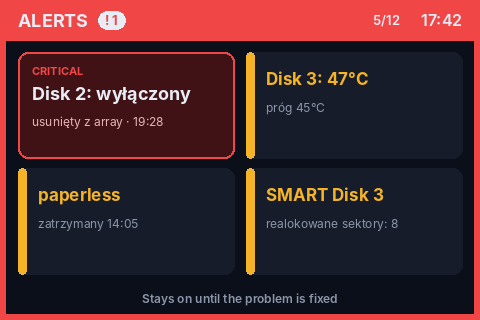 ALERTS !1 5/12 17:42
CRITICAL
Disk 2: wyłączony
usunięty z array · 19:28
Disk 3: 47°C
próg 45°C
paperless
zatrzymany 14:05
SMART Disk 3
realokowane sektory: 8
Stays on until the problem is fixed